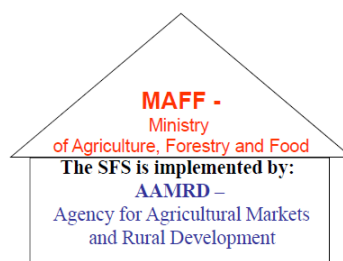 MAFF -
Ministry
of Agriculture, Forestry and Food
The SFS is implemented by:
AAMRD –
Agency for Agricultural Markets
and Rural Development